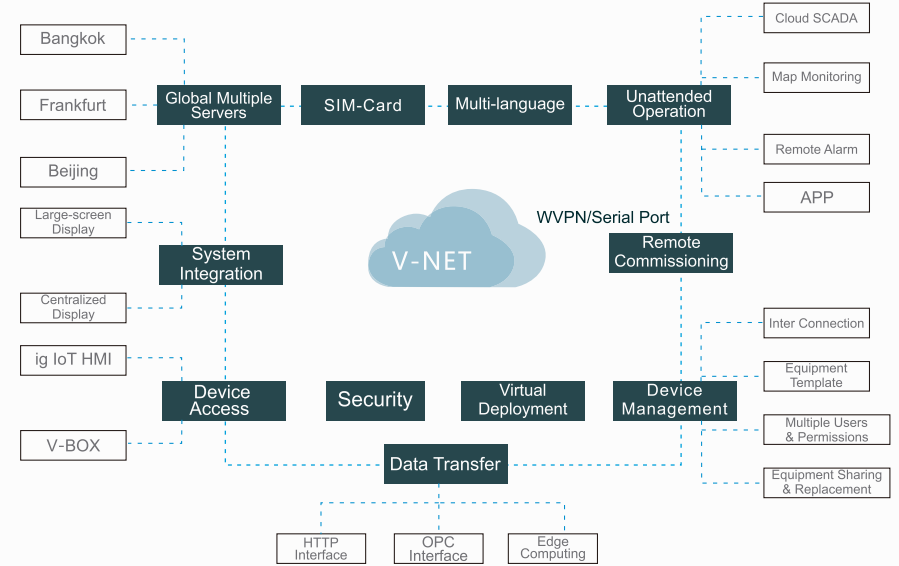 Cloud SCADA
Bangkok
Map Monitoring
Frankfurt
Global Multiple
Servers
SIM-Card
Multi-language
Unattended
Operation
Remote Alarm
Beijing
APP
Large-screen
Display
WVPN/Serial Port
System
Integration
V-NET
Remote
Commissioning
Centralized
Display
Inter Connection
ig IoT HMI
Equipment
Template
Device
Access
Security
Virtual
Deployment
Device
Management
Multiple Users
& Permissions
V-BOX
Data Transfer
Equipment Sharing
& Replacement
HTTP
Interface
OPC
Interface
Edge
Computing